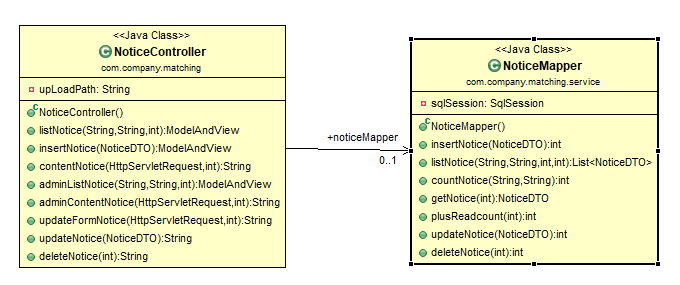 <<Java Class>>
NoticeController
com.company.matching
upLoadPath: String
NoticeController()
listNotice(String,String,int):ModelAndView
insertNotice(NoticeDTO):ModelAndView
contentNotice(HttpServletRequest,int):String
adminListNotice(String,String,int):ModelAndView
adminContentNotice(HttpServletRequest,int):String
updateFormNotice(HttpServletRequest,int):String
updateNotice(NoticeDTO):String
deleteNotice(int):String
+noticeMapper
0..1
<<Java Class>>
NoticeMapper
com.company.matching.service
sqlSession: SqlSession
NoticeMapper()
insertNotice(NoticeDTO):int
listNotice(String,String,int,int):List<NoticeDTO>
countNotice(String,String):int
getNotice(int):NoticeDTO
plusReadcount(int):int
updateNotice(NoticeDTO):int
deleteNotice(int):int